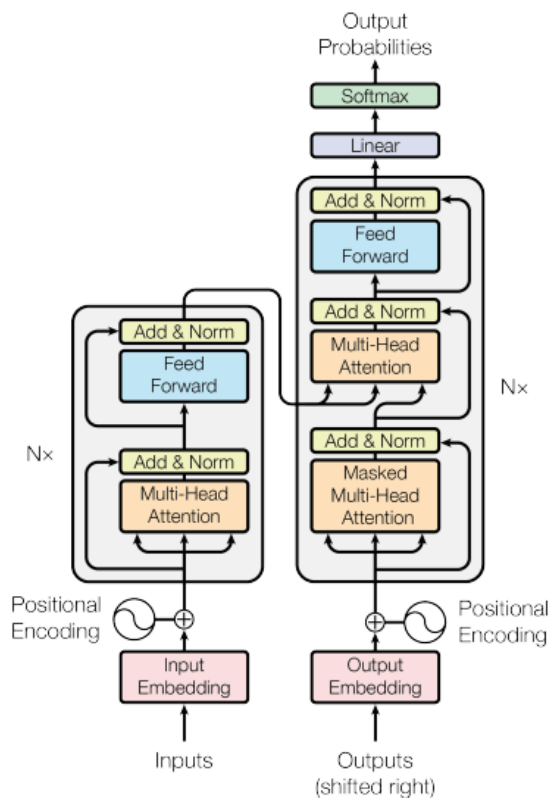 Output
Probabilities
Softmax
Linear
Add & Norm
Feed
Forward
Add & Norm
Multi-Head
Attention
Add & Norm
Masked
Multi-Head
Attention
N×
Add & Norm
Feed
Forward
Add & Norm
Multi-Head
Attention
N×
Positional
Encoding
Positional
Encoding
Input
Embedding
Output
Embedding
Inputs
Outputs
(shifted right)